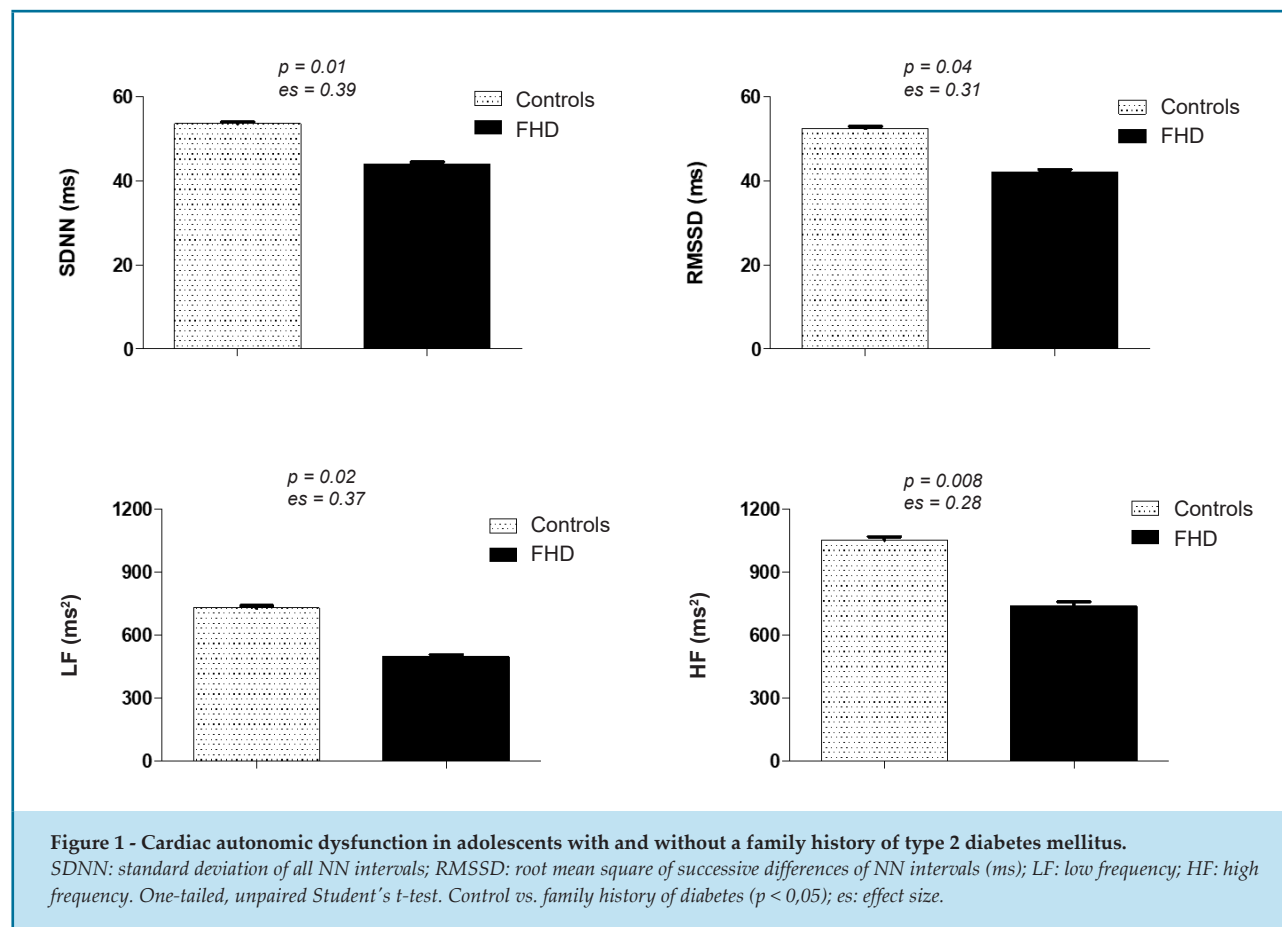 p = 0.01
es = 0.39
Controls
FHD
60
40
20
0
SDNN (ms)
p = 0.04
es = 0.31
Controls
FHD
60
40
20
0
RMSSD (ms)
p = 0.02
es = 0.37
Controls
FHD
1200
900
600
300
0
LF (ms²)
p = 0.008
es = 0.28
Controls
FHD
1200
900
600
300
0
HF (ms²)
Figure 1 - Cardiac autonomic dysfunction in adolescents with and without a family history of type 2 diabetes mellitus.
SDNN: standard deviation of all NN intervals; RMSSD: root mean square of successive differences of NN intervals (ms); LF: low frequency; HF: high
frequency. One-tailed, unpaired Student's t-test. Control vs. family history of diabetes (p < 0,05); es: effect size.